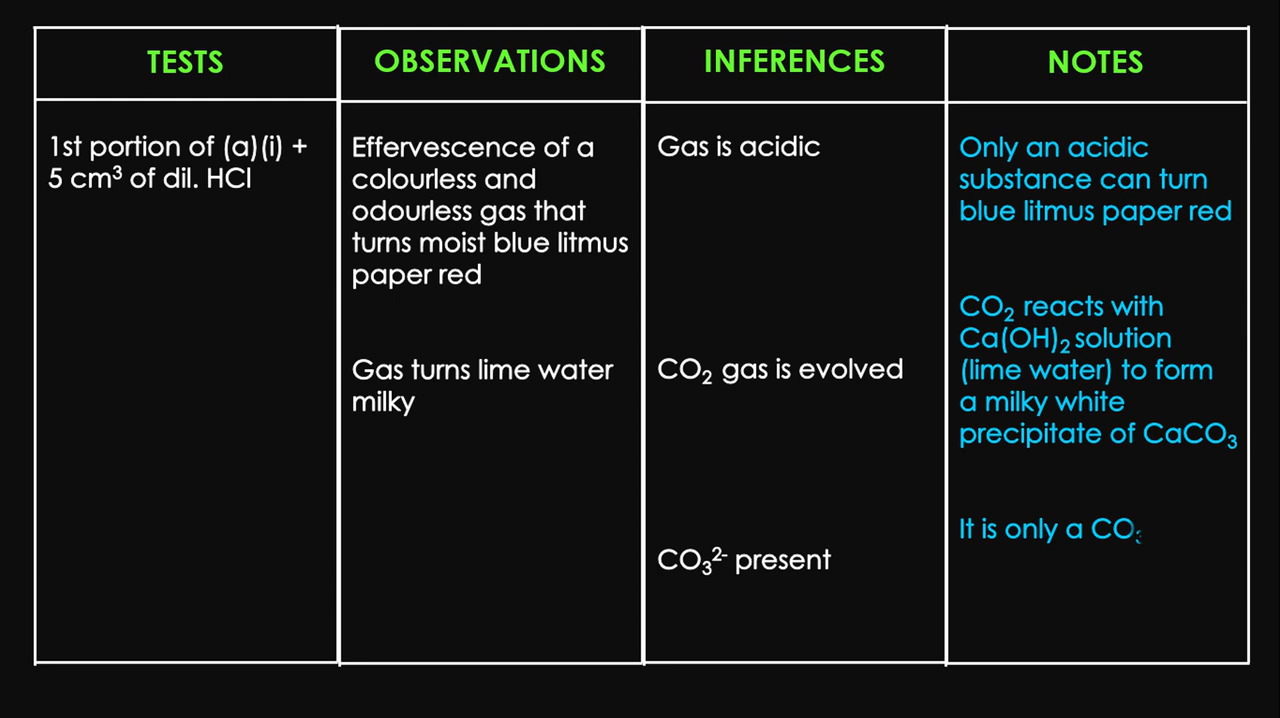 TESTS
OBSERVATIONS
INFERENCES
NOTES
1st portion of (a)(i) +
5 cm³ of dil. HCl
Effervescence of a
colourless and
odourless gas that
turns moist blue litmus
paper red
Gas turns lime water
milky
Gas is acidic
CO₂ gas is evolved
CO₃²⁻ present
Only an acidic
substance can turn
blue litmus paper red
CO₂ reacts with
Ca(OH)₂ solution
(lime water) to form
a milky white
precipitate of CaCO₃
It is only a CO